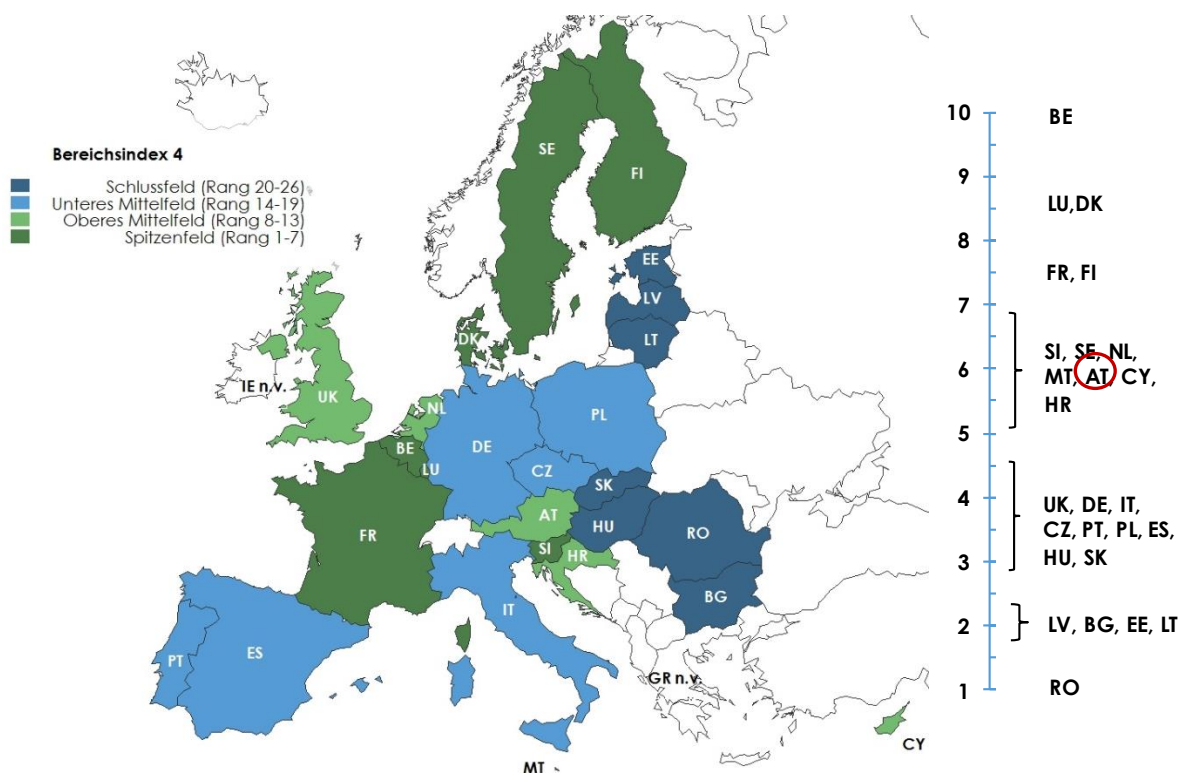 Bereichsindex 4
Schlussfeld (Rang 20-26)
Unteres Mittelfeld (Rang 14-19)
Oberes Mittelfeld (Rang 8-13)
Spitzenfeld (Rang 1-7)
SE
FI
EE
LV
LT
DK
IE n.v.
UK
NL
PL
DE
BE
LU
CZ
SK
AT
HU
RO
FR
SI
HR
BG
IT
ES
PT
GR n.v.
CY
MT
10
9
8
7
6
5
4
3
2
1
BE
LU,DK
FR, FI
SI, SE, NL,
MT, AT, CY,
HR
UK, DE, IT,
CZ, PT, PL, ES,
HU, SK
LV, BG, EE, LT
RO